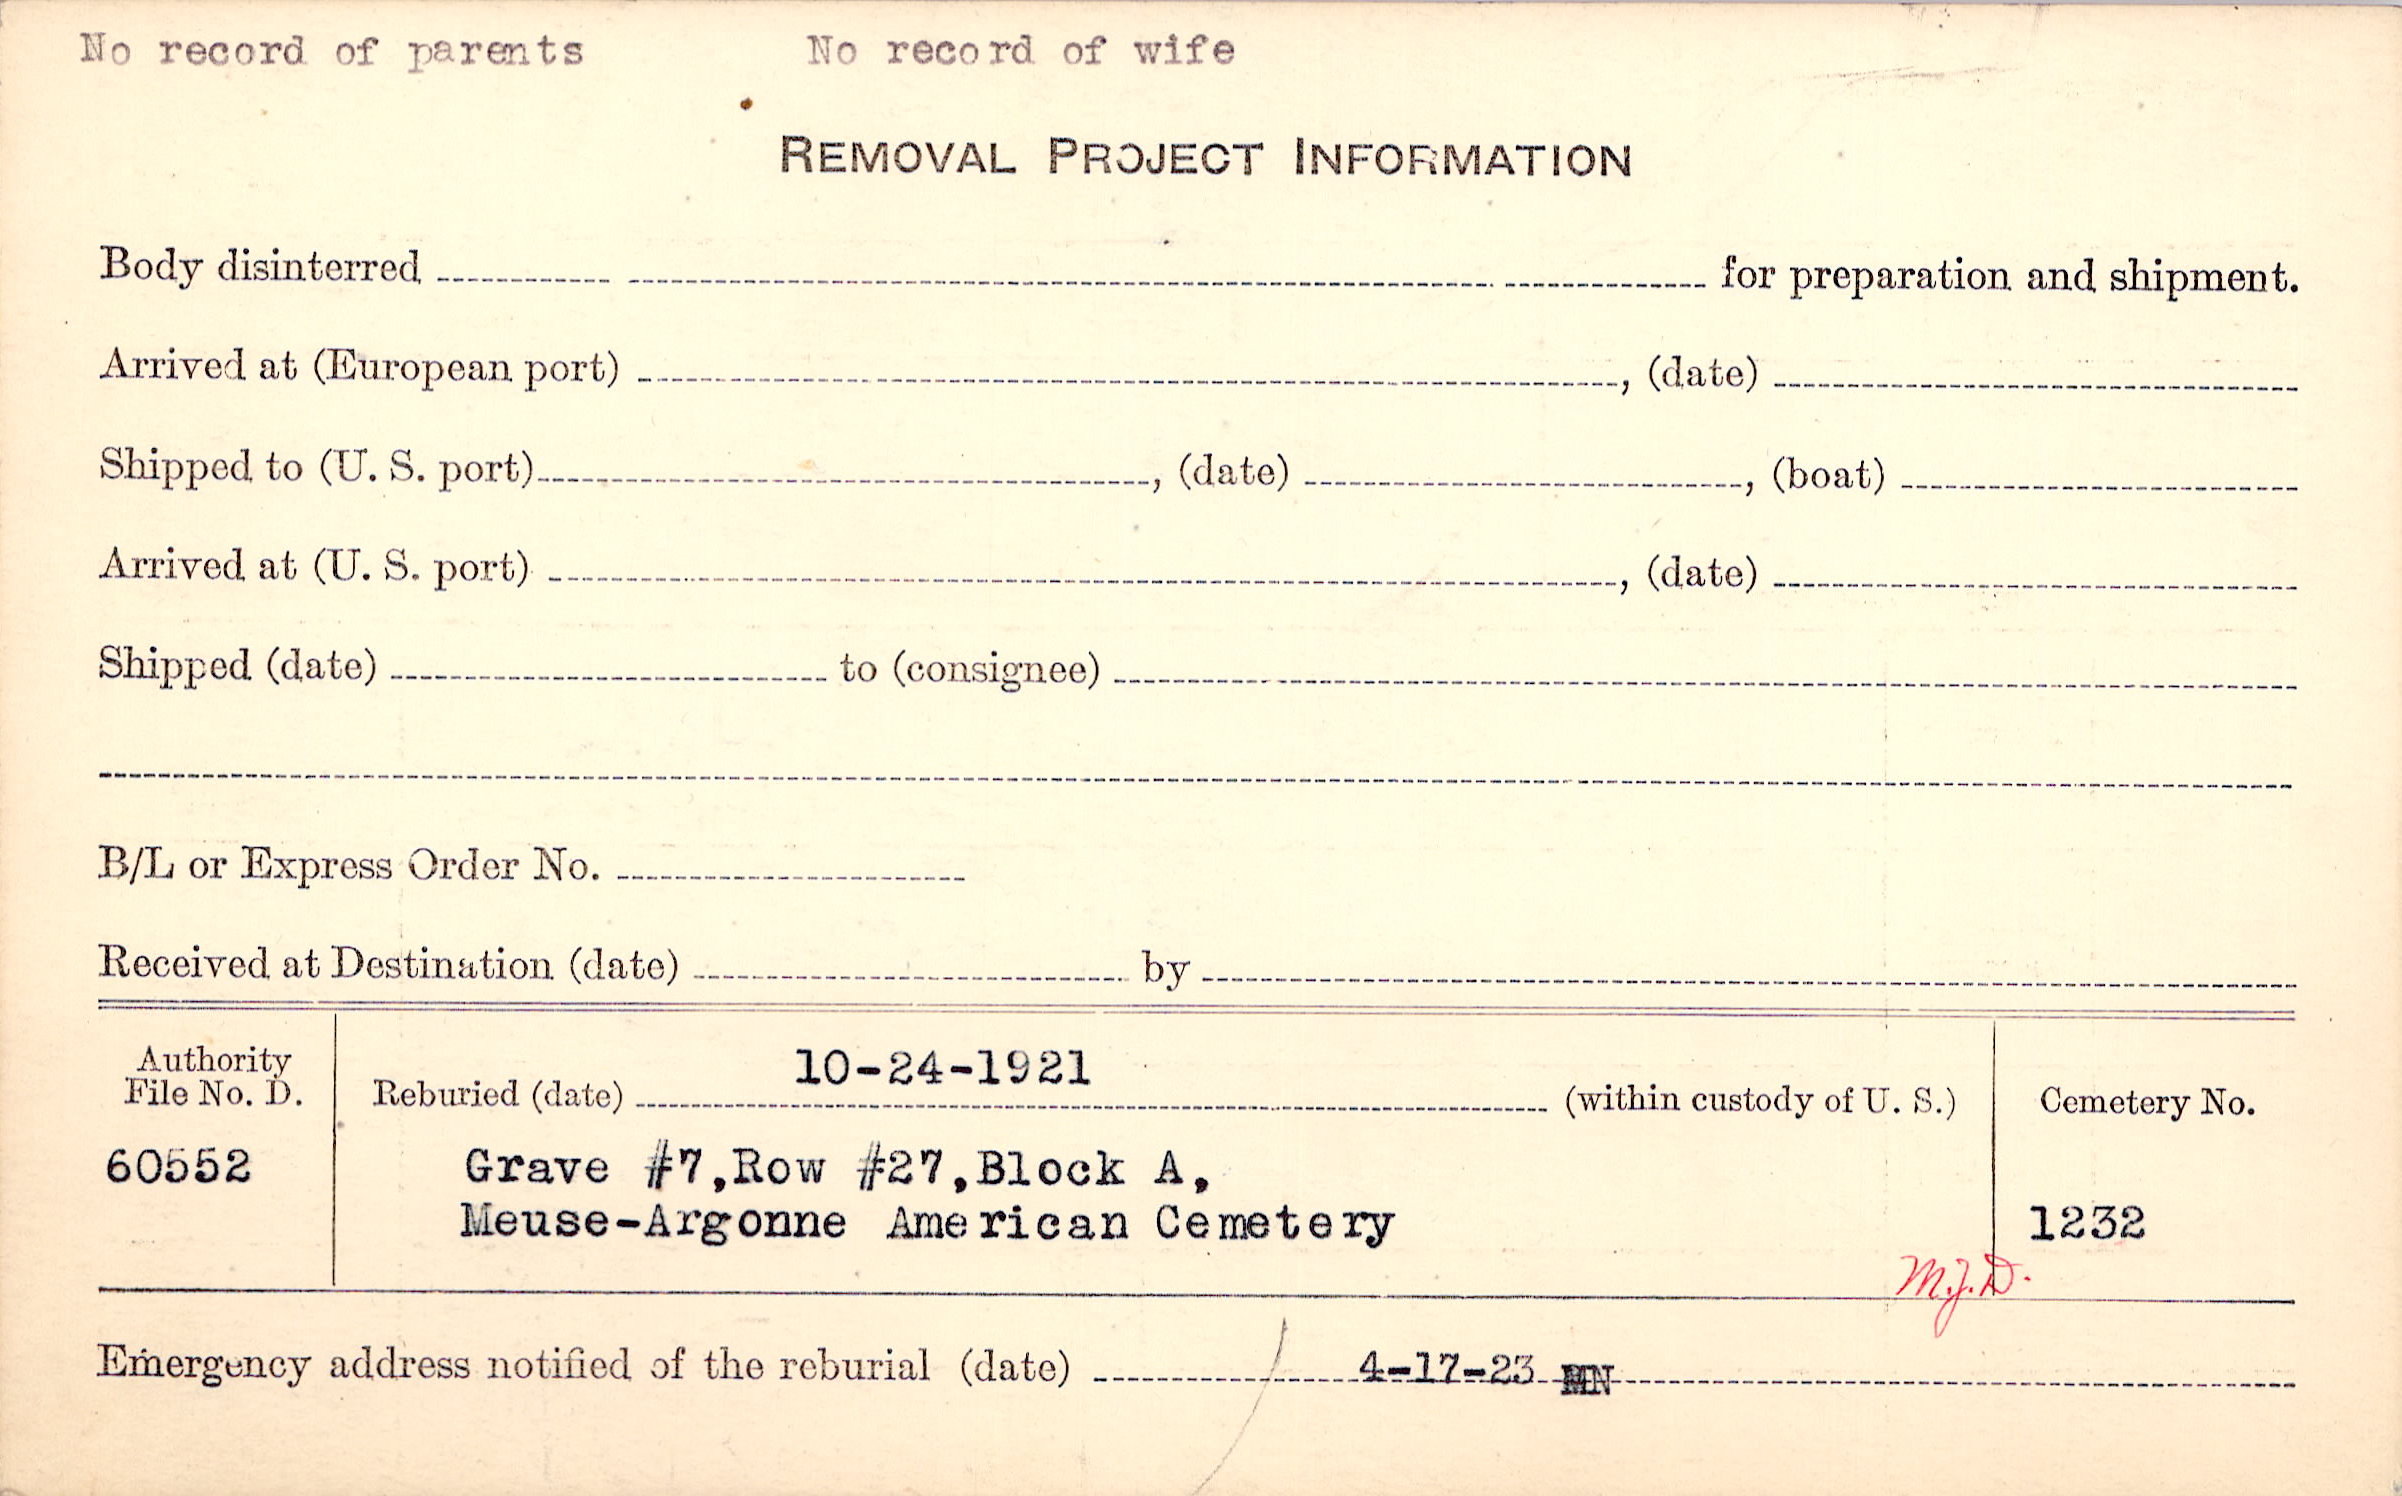 No record of parents No record of wife
REMOVAL PROJECT INFORMATION
Body disinterred for preparation and shipment.
Arrived at (European port) , (date)
Shipped to (U. S. port) , (date) , (boat)
Arrived at (U. S. port) , (date)
Shipped (date) to (consignee)
B/L or Express Order No.
Received at Destination (date) by
Authority
File No. D.
60552
10-24-1921
Reburied (date) (within custody of U. S.)
Grave #7,Row #27,Block A,
Meuse-Argonne American Cemetery
Cemetery No.
1232
M.J.D.
Emergency address notified of the reburial (date) 4-17-23